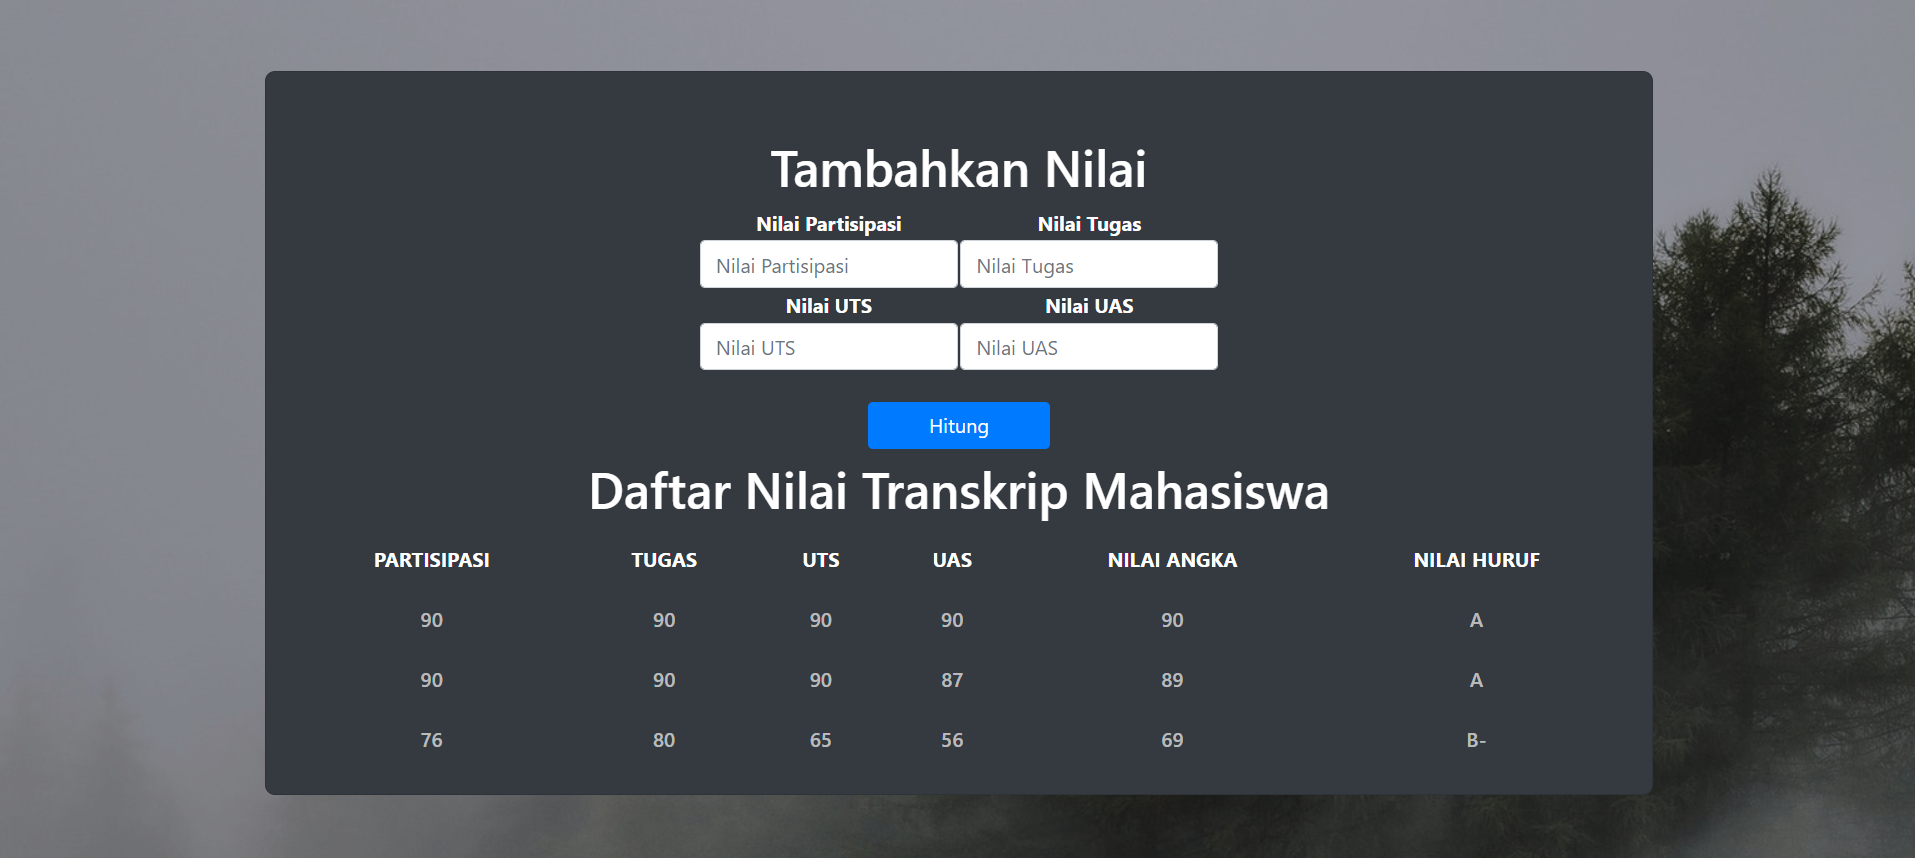 Tambahkan Nilai
Nilai Partisipasi Nilai Tugas
Nilai Partisipasi Nilai Tugas
Nilai UTS Nilai UAS
Nilai UTS Nilai UAS
Hitung
Daftar Nilai Transkrip Mahasiswa
PARTISIPASI TUGAS UTS UAS NILAI ANGKA NILAI HURUF
90 90 90 90 90 A
90 90 90 87 89 A
76 80 65 56 69 B-